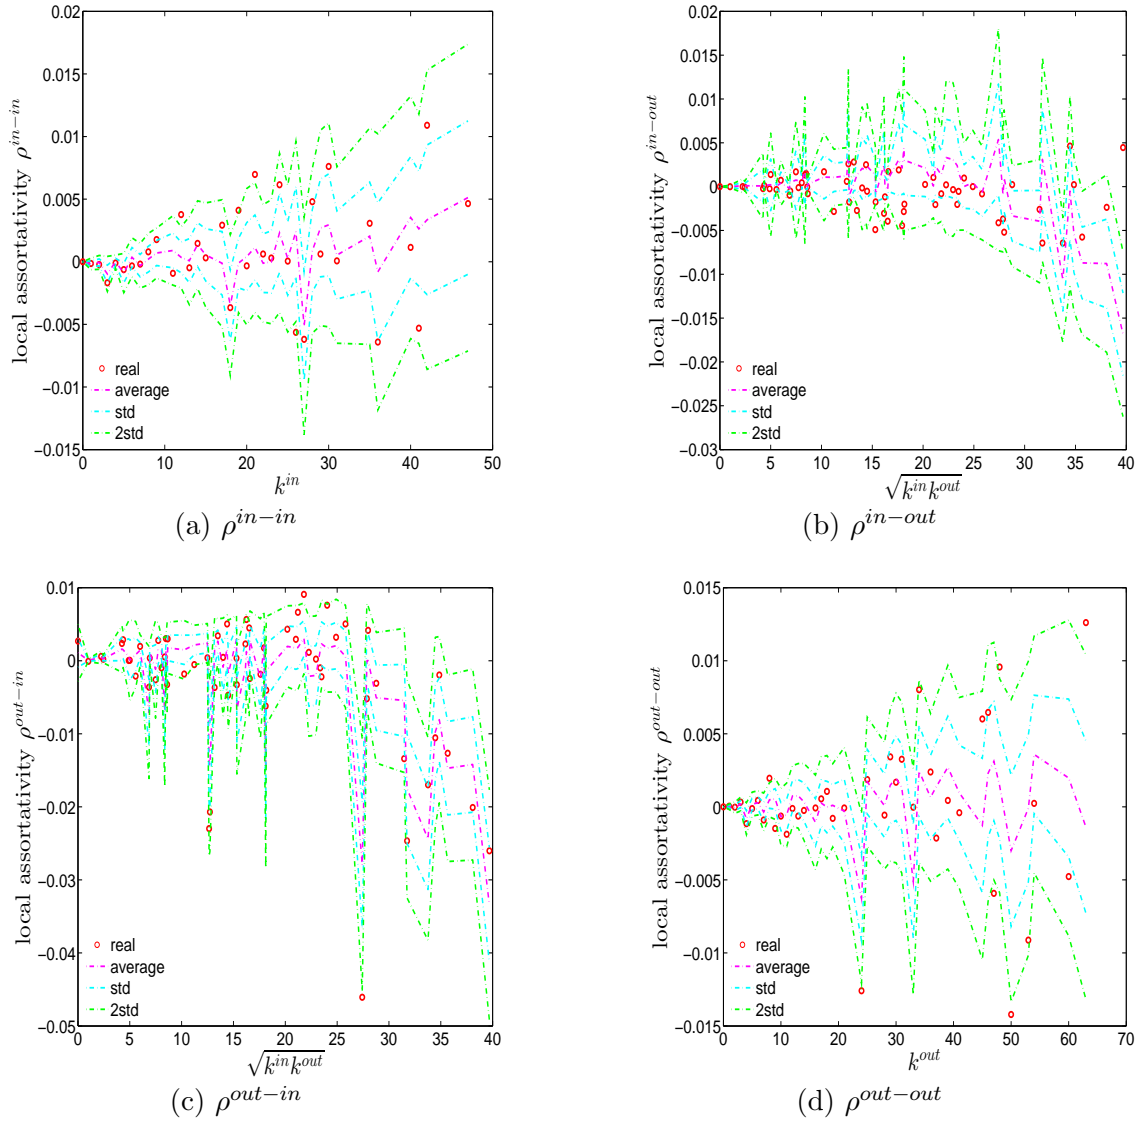 0.02
0.015
0.01
0.005
0
−0.005
−0.01
−0.015
local assortativity ρ^{in−in}
real
average
std
2std
0 10 20 30 40 50
k^{in}
(a) ρ^{in−in}
0.02
0.015
0.01
0.005
0
−0.005
−0.01
−0.015
−0.02
−0.025
−0.03
local assortativity ρ^{in−out}
real
average
std
2std
0 5 10 15 20 25 30 35 40
√k^{in}k^{out}
(b) ρ^{in−out}
0.01
0
−0.01
−0.02
−0.03
−0.04
−0.05
local assortativity ρ^{out−in}
real
average
std
2std
0 5 10 15 20 25 30 35 40
√k^{in}k^{out}
(c) ρ^{out−in}
0.015
0.01
0.005
0
−0.005
−0.01
−0.015
local assortativity ρ^{out−out}
real
average
std
2std
0 10 20 30 40 50 60 70
k^{out}
(d) ρ^{out−out}